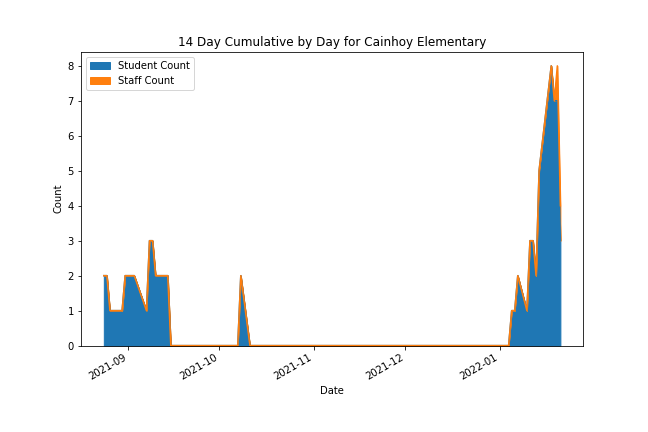 14 Day Cumulative by Day for Cainhoy Elementary
Student Count
Staff Count
8
7
6
5
4
3
2
1
0
Count
2021-09
2021-10
2021-11
2021-12
2022-01
Date